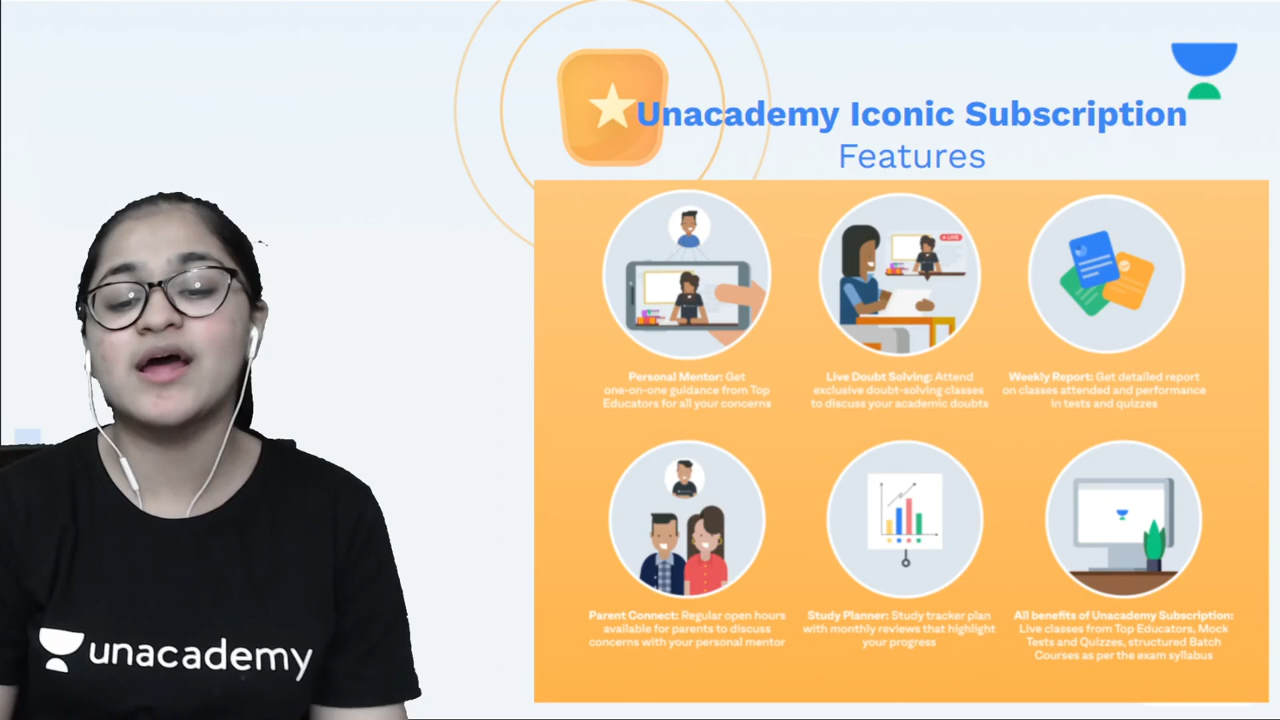 Unacademy Iconic Subscription
Features
LIVE
Personal Mentor: Get
one-on-one guidance from Top
Educators for all your concerns
Live Doubt Solving: Attend
exclusive doubt-solving classes
to discuss your academic doubts
Weekly Report: Get detailed report
on classes attended and performance
in tests and quizzes
Parent Connect: Regular open hours
available for parents to discuss
concerns with your personal mentor
Study Planner: Study tracker plan
with monthly reviews that highlight
your progress
All benefits of Unacademy Subscription:
Live classes from Top Educators, Mock
Tests and Quizzes, structured Batch
Courses as per the exam syllabus
unacademy